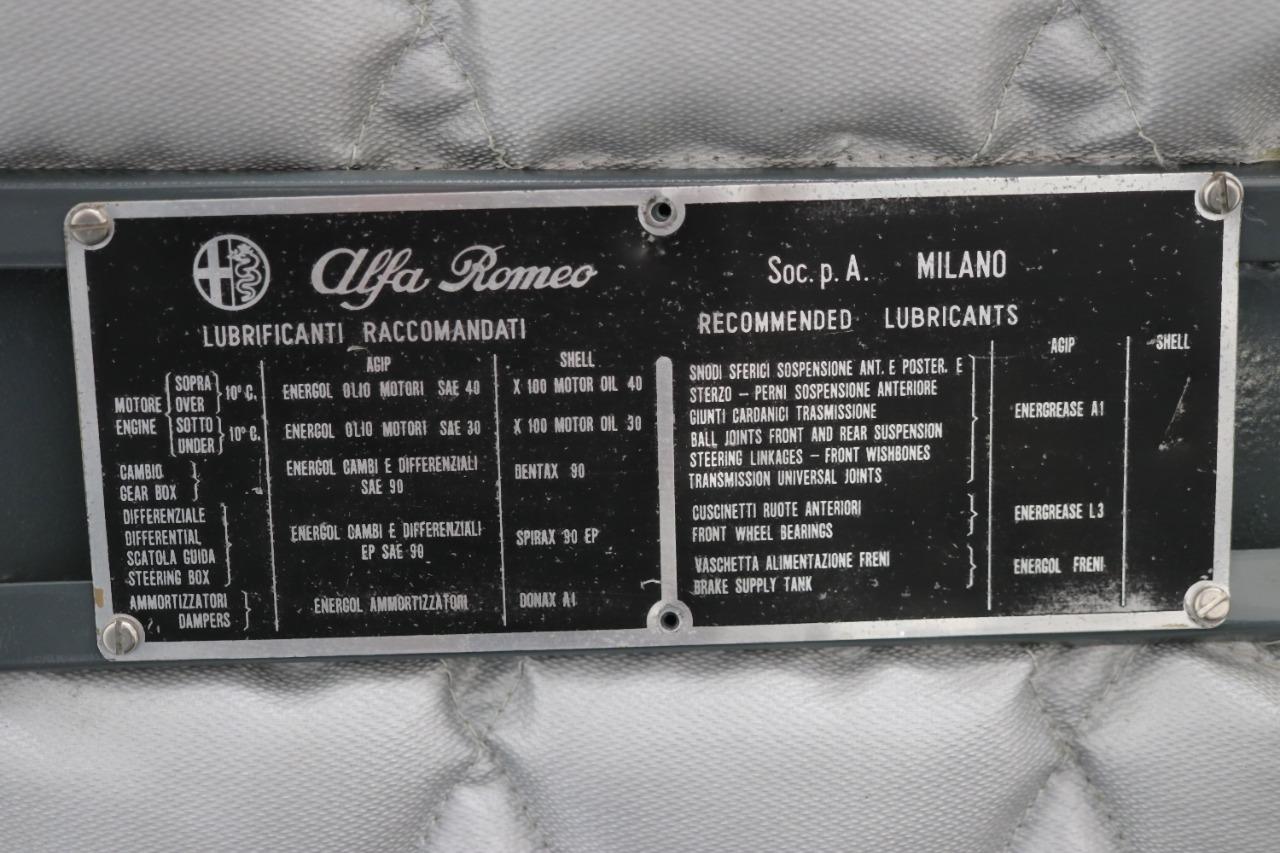 Alfa Romeo
Soc. p. A. MILANO
LUBRIFICANTI RACCOMANDATI
RECOMMENDED LUBRICANTS
AGIP SHELL
MOTORE ENGINE
SOPRA OVER 10° C. ENERGOL OLIO MOTORI SAE 40 X 100 MOTOR OIL 40
SOTTO UNDER 10° C. ENERGOL OLIO MOTORI SAE 30 X 100 MOTOR OIL 30
CAMBIO ENERGOL CAMBI E DIFFERENZIALI DENTAX 90
GEAR BOX SAE 90
DIFFERENZIALE
DIFFERENTIAL ENERGOL CAMBI E DIFFERENZIALI SPIRAX 90 EP
SCATOLA GUIDA EP SAE 90
STEERING BOX
AMMORTIZZATORI ENERGOL AMMORTIZZATORI DONAX A1
DAMPERS
AGIP SHELL
SNODI SFERICI SOSPENSIONE ANT. E POSTER. E
STERZO – PERNI SOSPENSIONE ANTERIORE
GIUNTI CARDANICI TRASMISSIONE ENERGREASE A1
BALL JOINTS FRONT AND REAR SUSPENSION
STEERING LINKAGES – FRONT WISHBONES
TRANSMISSION UNIVERSAL JOINTS
CUSCINETTI RUOTE ANTERIORI ENERGREASE L3
FRONT WHEEL BEARINGS
VASCHETTA ALIMENTAZIONE FRENI ENERGOL FRENI
BRAKE SUPPLY TANK